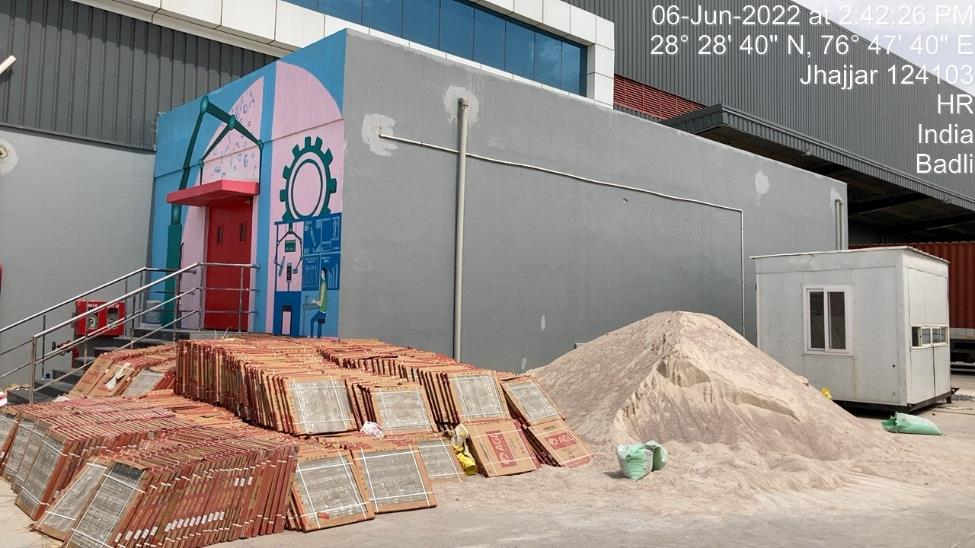 06-Jun-2022 at 2:42:26 PM
28° 28' 40" N, 76° 47' 40" E
Jhajjar 124103
HR
India
Badli